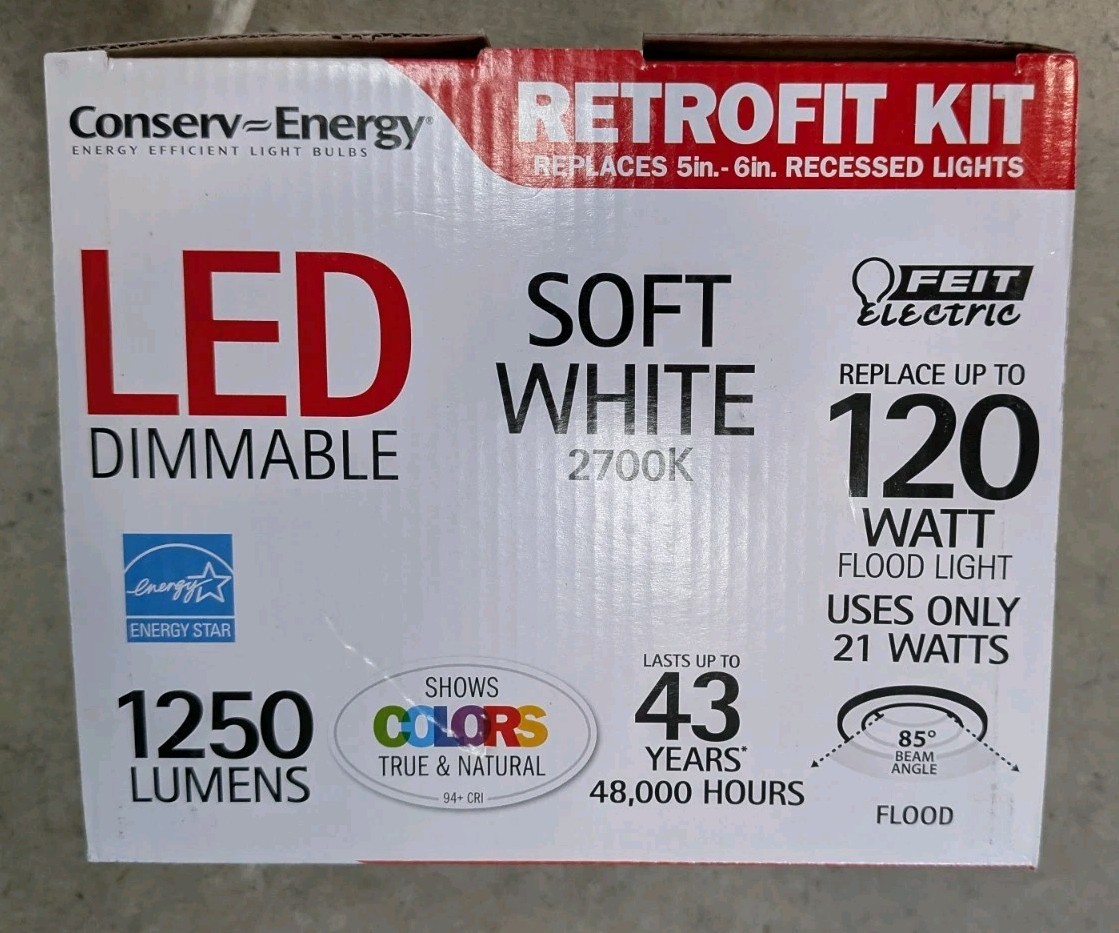 Conserv≈Energy®
ENERGY EFFICIENT LIGHT BULBS
RETROFIT KIT
REPLACES 5in.- 6in. RECESSED LIGHTS
LED
DIMMABLE
SOFT
WHITE
2700K
FEIT
Electric
REPLACE UP TO
120
WATT
FLOOD LIGHT
USES ONLY
21 WATTS
energy
ENERGY STAR
1250
LUMENS
SHOWS
COLORS
TRUE & NATURAL
94+ CRI
LASTS UP TO
43
YEARS*
48,000 HOURS
85°
BEAM
ANGLE
FLOOD